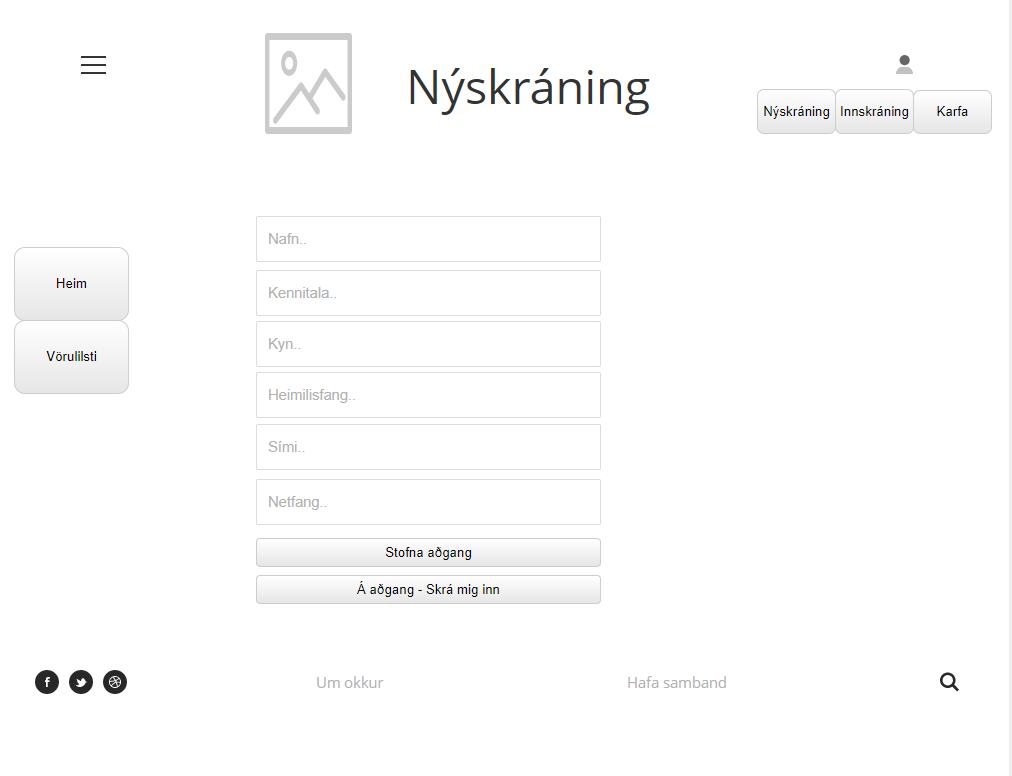 Nýskráning
Nýskráning
Innskráning
Karfa
Heim
Vörulilsti
Nafn..
Kennitala..
Kyn..
Heimilisfang..
Sími..
Netfang..
Stofna aðgang
Á aðgang - Skrá mig inn
Um okkur
Hafa samband